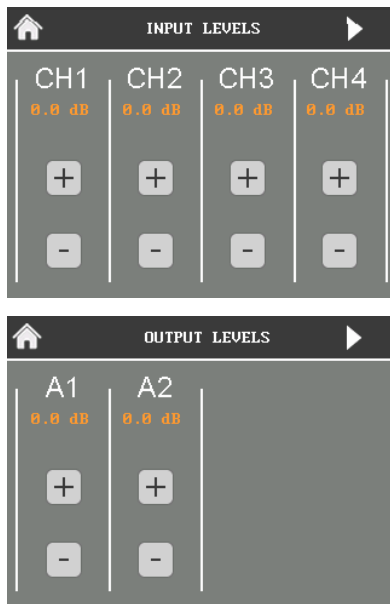 INPUT LEVELS
CH1 CH2 CH3 CH4
0.0 dB 0.0 dB 0.0 dB 0.0 dB
+ + + +
- - - -
OUTPUT LEVELS
A1 A2
0.0 dB 0.0 dB
+ +
- -